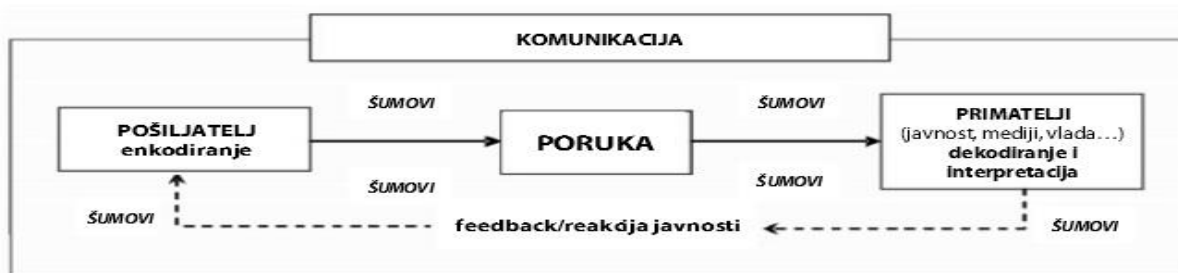 KOMUNIKACIJA
ŠUMOVI
ŠUMOVI
POŠILJATELJ
enkodiranje
PORUKA
PRIMATELJI
(javnost, mediji, vlada...)
dekodiranje i
interpretacija
ŠUMOVI
ŠUMOVI
ŠUMOVI
feedback/reakcija javnosti
ŠUMOVI